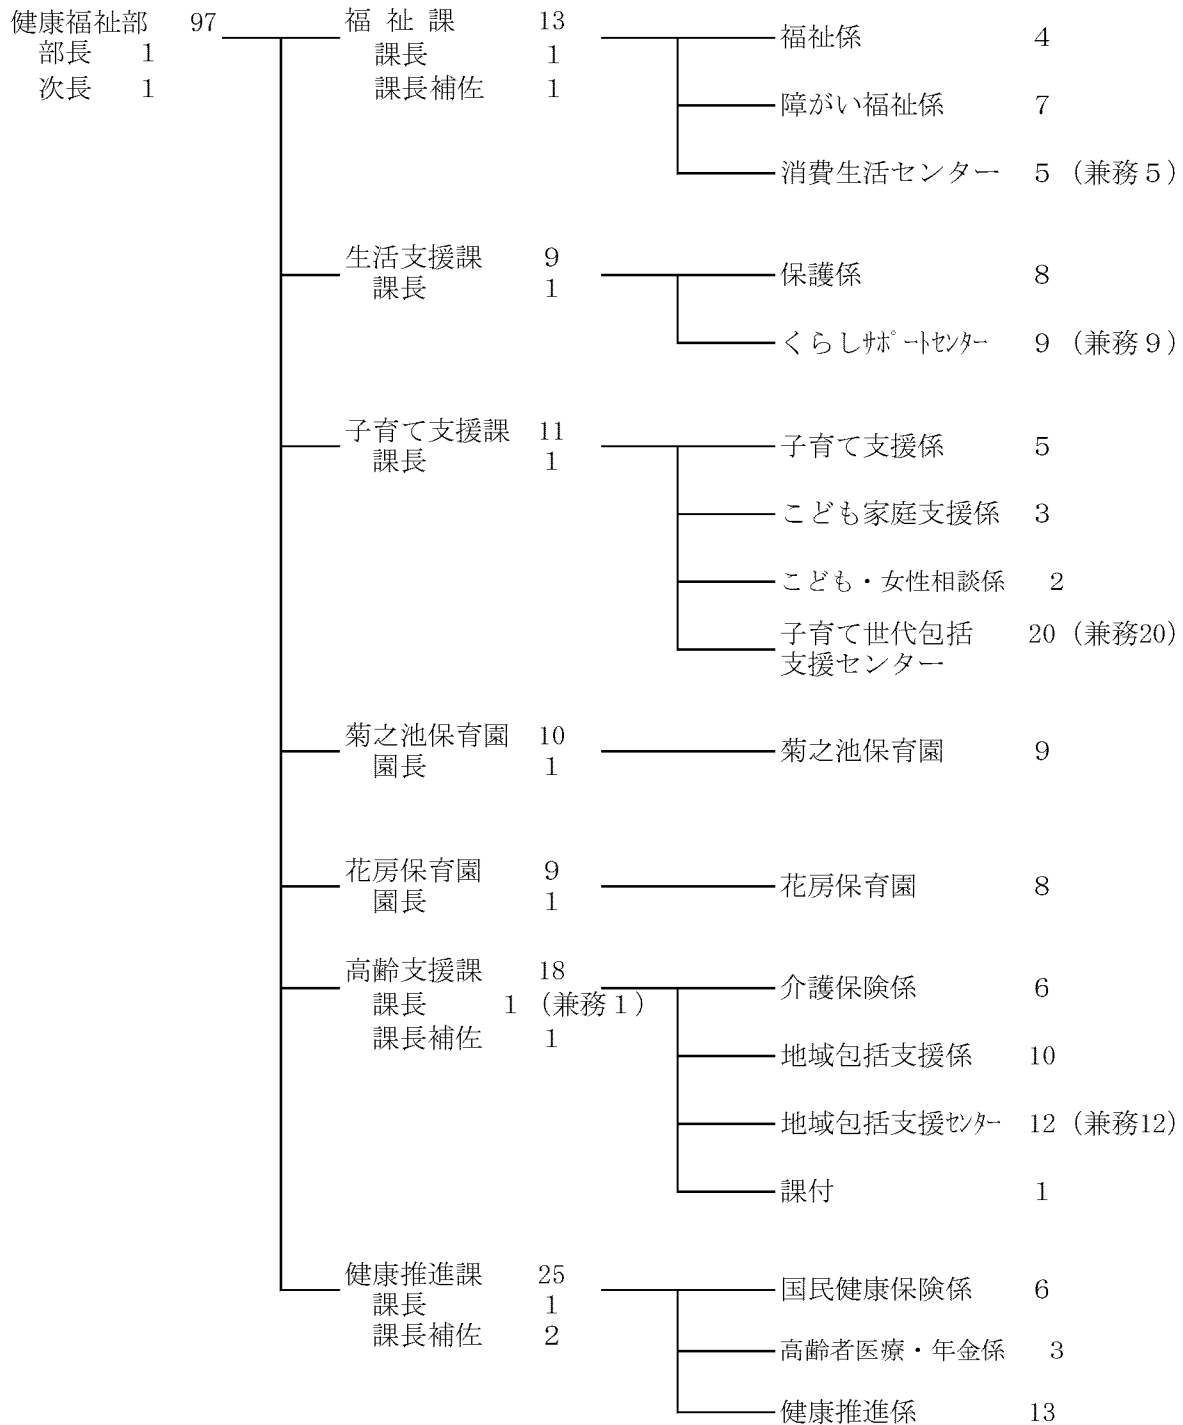 健康福祉部 97
部長 1
次長 1
福祉課 13
課長 1
課長補佐 1
福祉係 4
障がい福祉係 7
消費生活センター 5 (兼務5)
生活支援課 9
課長 1
保護係 8
くらしｻﾎﾟｰﾄｾﾝﾀｰ 9 (兼務9)
子育て支援課 11
課長 1
子育て支援係 5
こども家庭支援係 3
こども・女性相談係 2
子育て世代包括 20 (兼務20)
支援センター
菊之池保育園 10
園長 1
菊之池保育園 9
花房保育園 9
園長 1
花房保育園 8
高齢支援課 18
課長 1 (兼務1)
課長補佐 1
介護保険係 6
地域包括支援係 10
地域包括支援ｾﾝﾀｰ 12 (兼務12)
課付 1
健康推進課 25
課長 1
課長補佐 2
国民健康保険係 6
高齢者医療・年金係 3
健康推進係 13